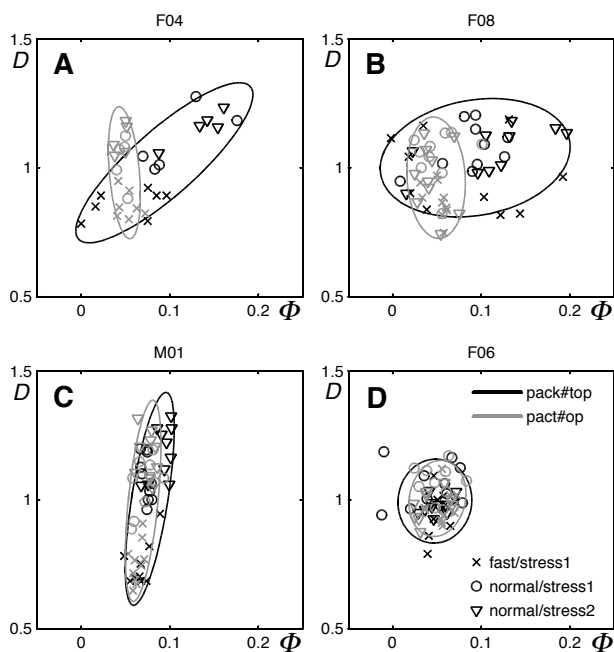 F04
F08
1.5
D
A
1
0.5
0
0.1
0.2
Φ
1.5
D
B
1
0.5
0
0.1
0.2
Φ
M01
F06
1.5
D
C
1
0.5
0
0.1
0.2
Φ
1.5
D
D
pack#top
pact#op
1
fast/stress1
normal/stress1
normal/stress2
0.5
0
0.1
0.2
Φ